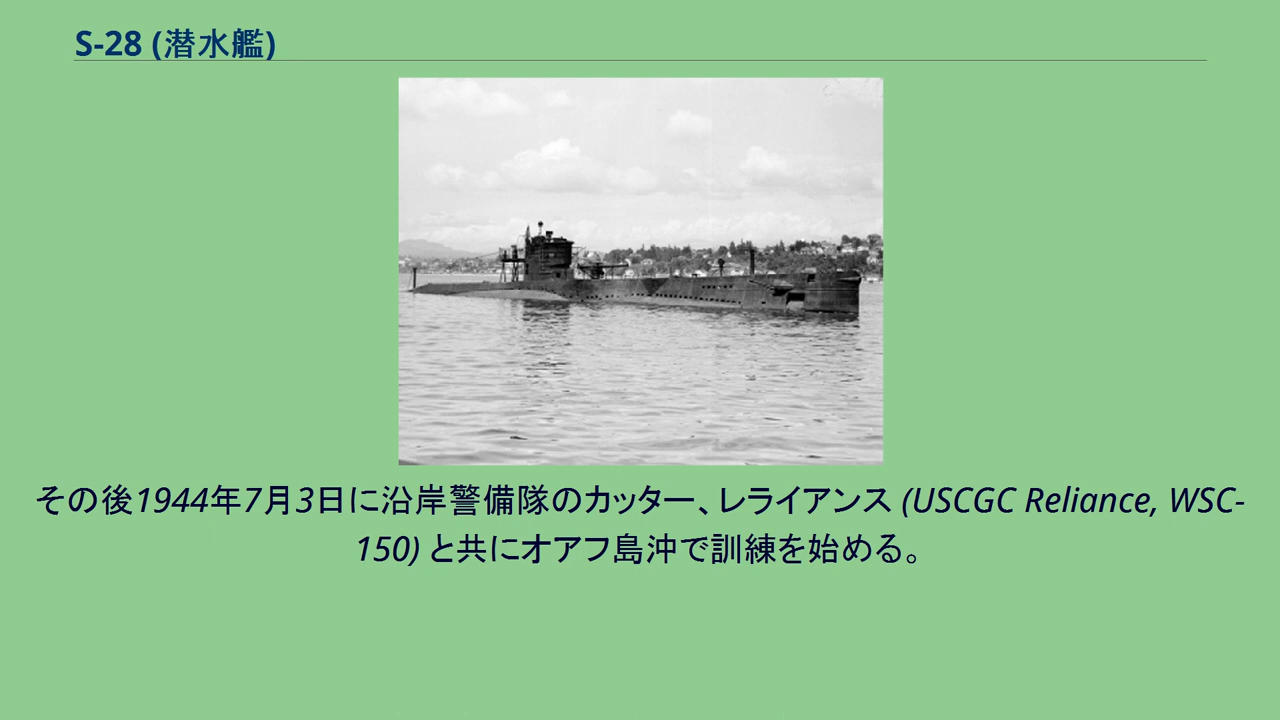 S-28 (潜水艦)
その後1944年7月3日に沿岸警備隊のカッター、レライアンス (USCGC Reliance, WSC-
150) と共にオアフ島沖で訓練を始める。